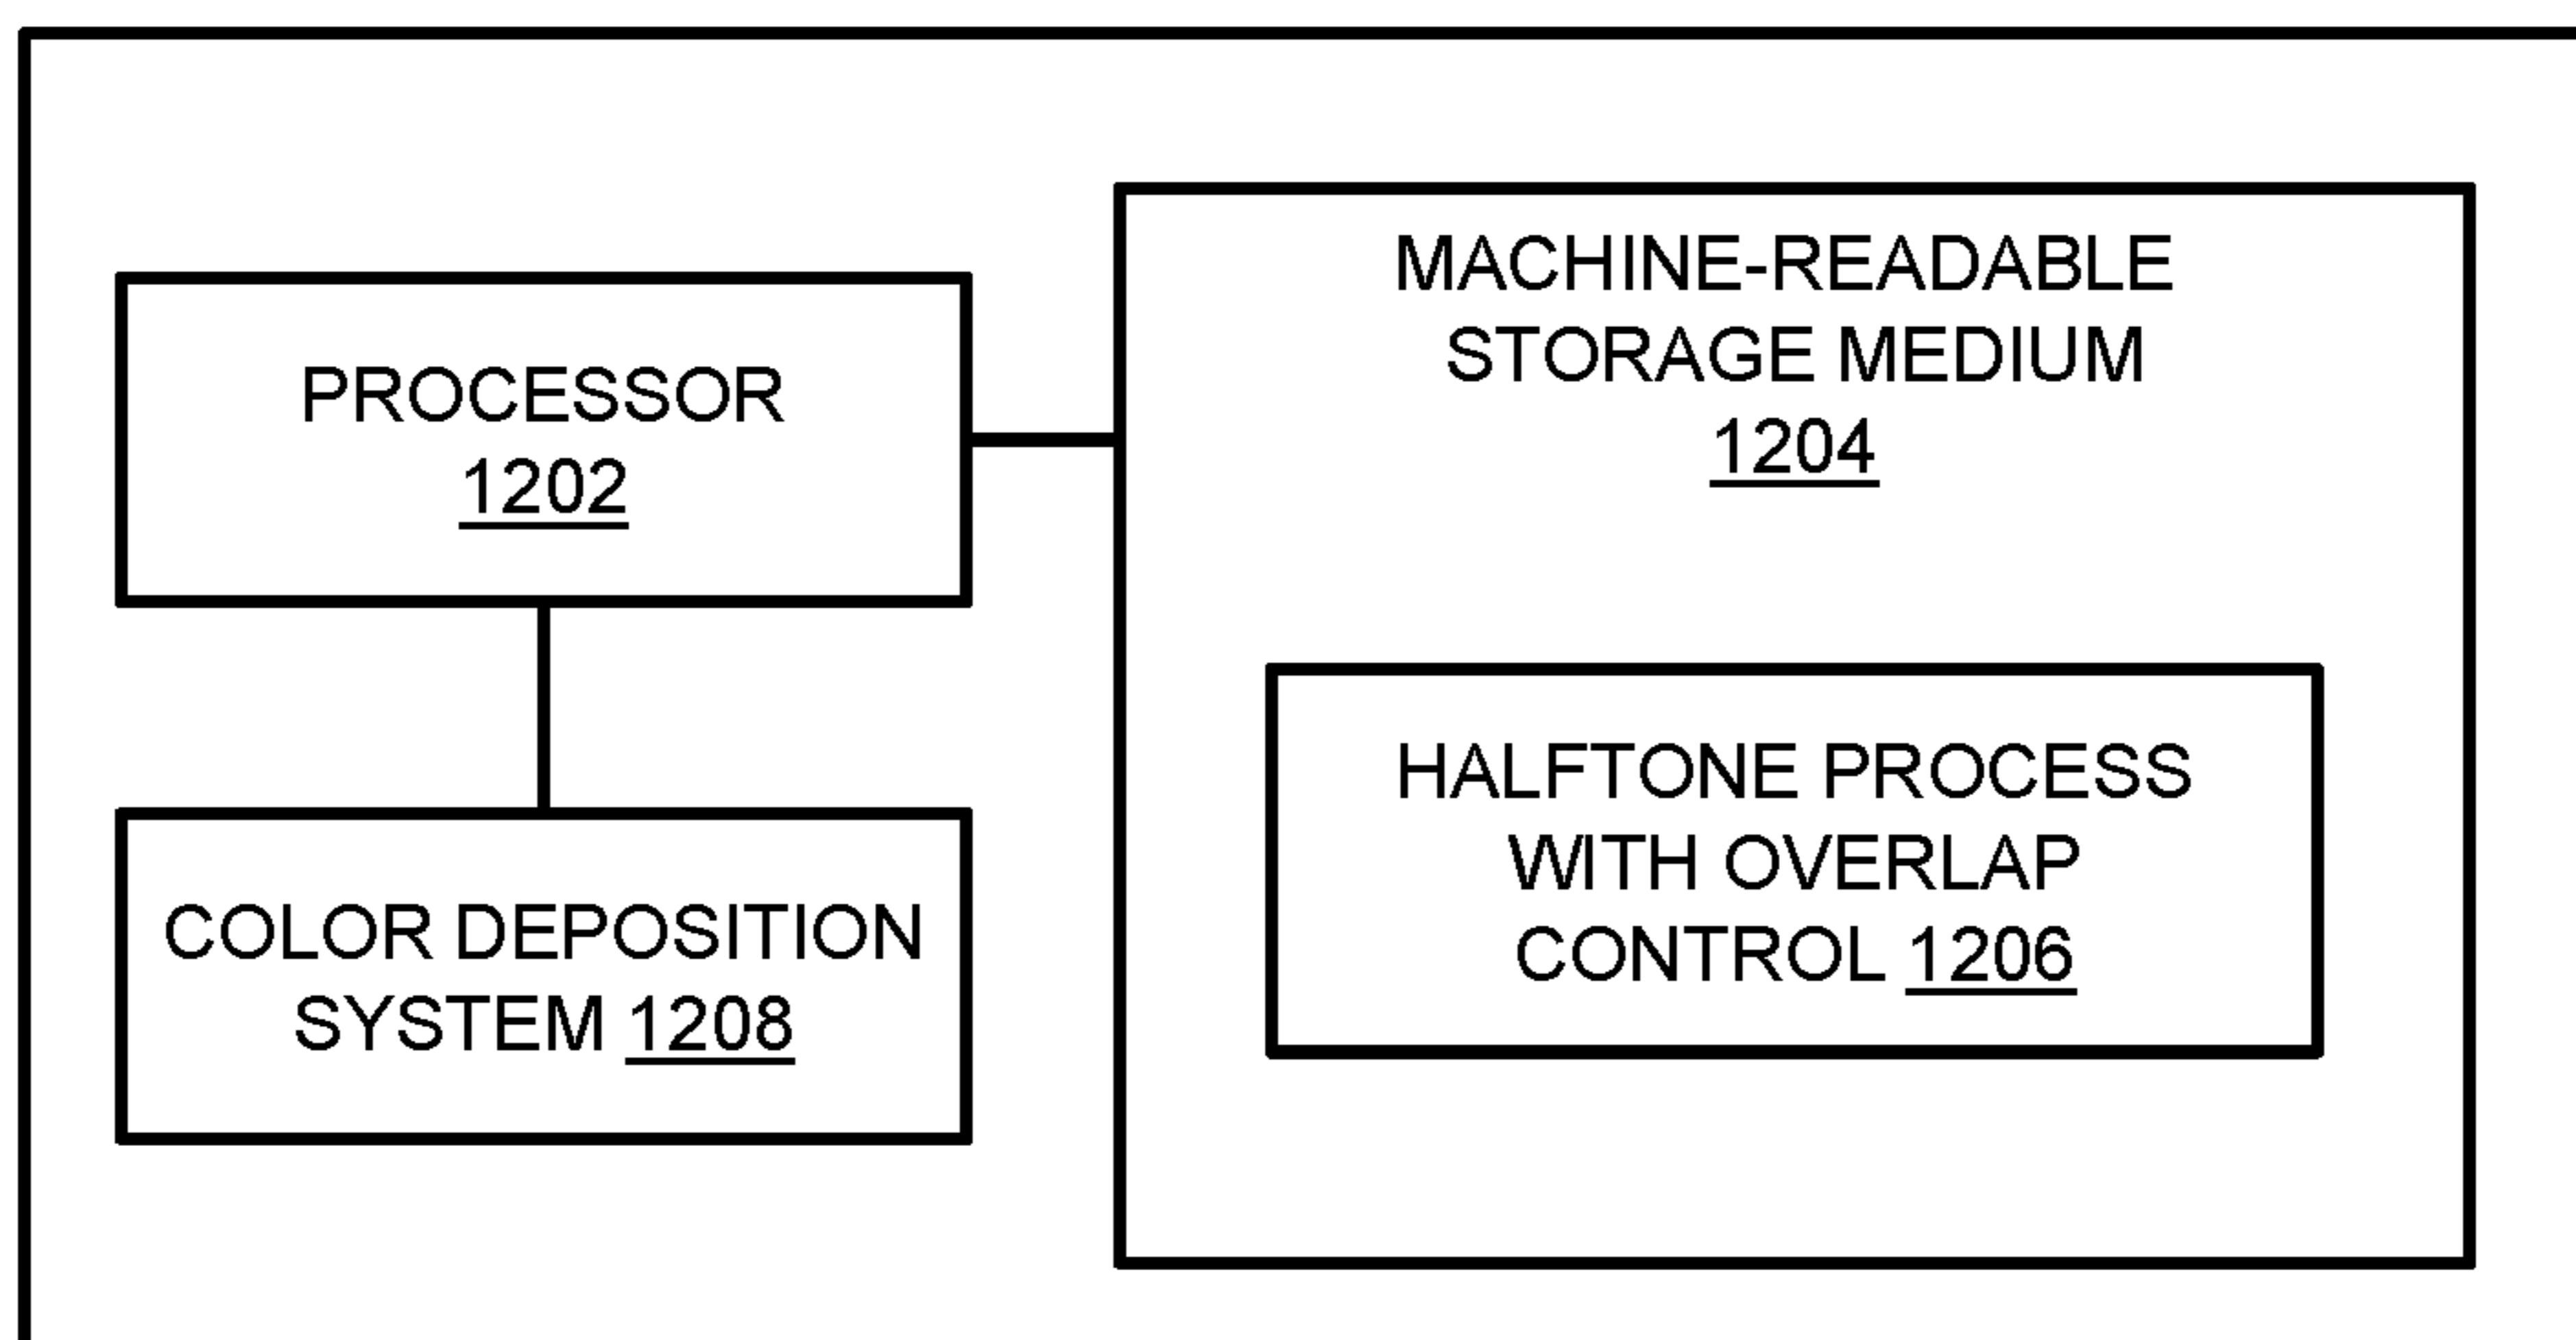 PROCESSOR
1202
COLOR DEPOSITION
SYSTEM 1208
MACHINE-READABLE
STORAGE MEDIUM
1204
HALFTONE PROCESS
WITH OVERLAP
CONTROL 1206